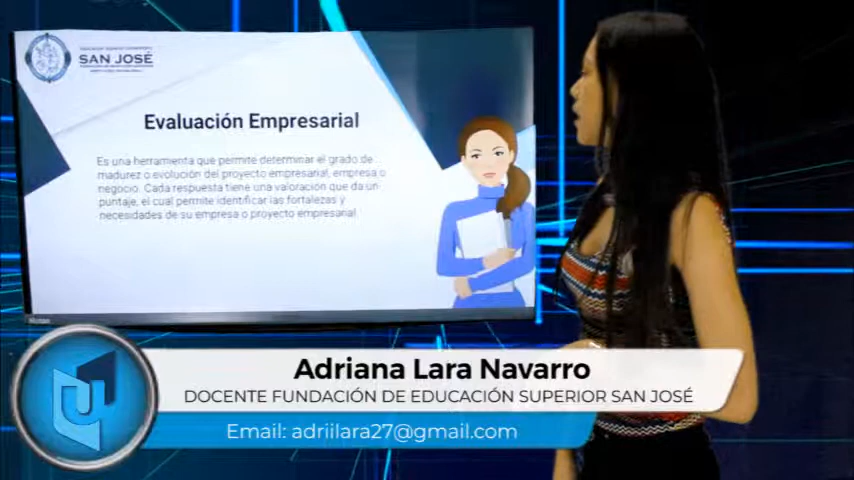 SAN JOSÉ
Evaluación Empresarial
Es una herramienta que permite determinar el grado de
madurez o evolución del proyecto empresarial, empresa o
negocio. Cada respuesta tiene una valoración que da un
puntaje, el cual permite identificar las fortalezas y
necesidades de su empresa o proyecto empresarial.
Adriana Lara Navarro
DOCENTE FUNDACIÓN DE EDUCACIÓN SUPERIOR SAN JOSÉ
Email: adriilara27@gmail.com